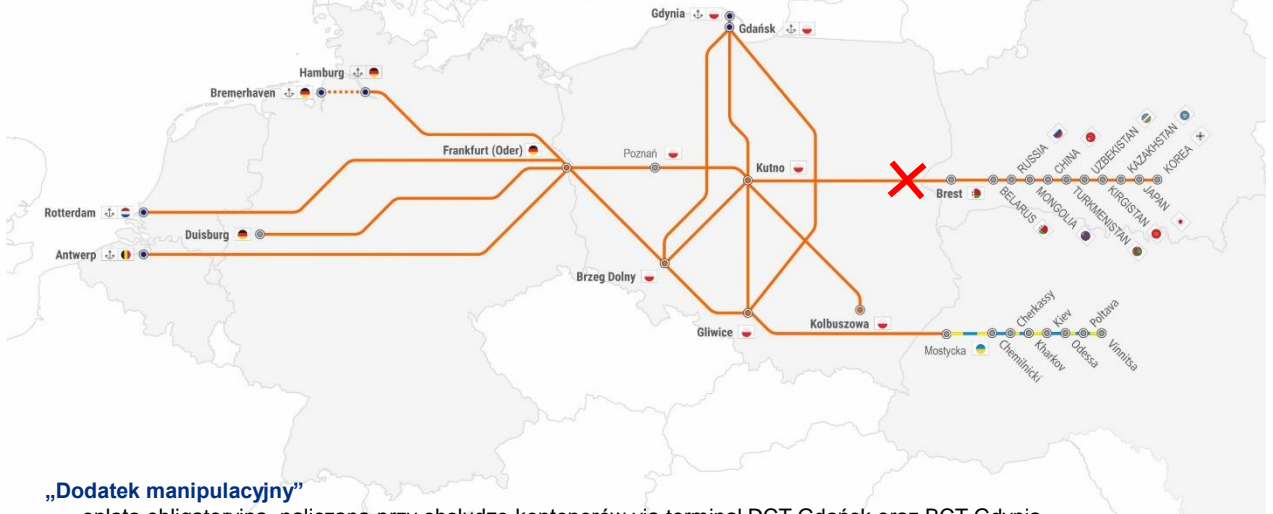 Gdynia
Gdańsk
Hamburg
Bremerhaven
Frankfurt (Oder)
Poznań
Kutno
Rotterdam
Duisburg
Antwerp
Brest
BELARUS
RUSSIA
MONGOLIA
CHINA
TURKMENISTAN
UZBEKISTAN
KIRGISTAN
KAZAKHSTAN
JAPAN
KOREA
Brzeg Dolny
Gliwice
Kolbuszowa
Mostycka
Chemilnicki
Cherkassy
Kharkov
Kiev
Odessa
Poltava
Vinnitsa
„Dodatek manipulacyjny”